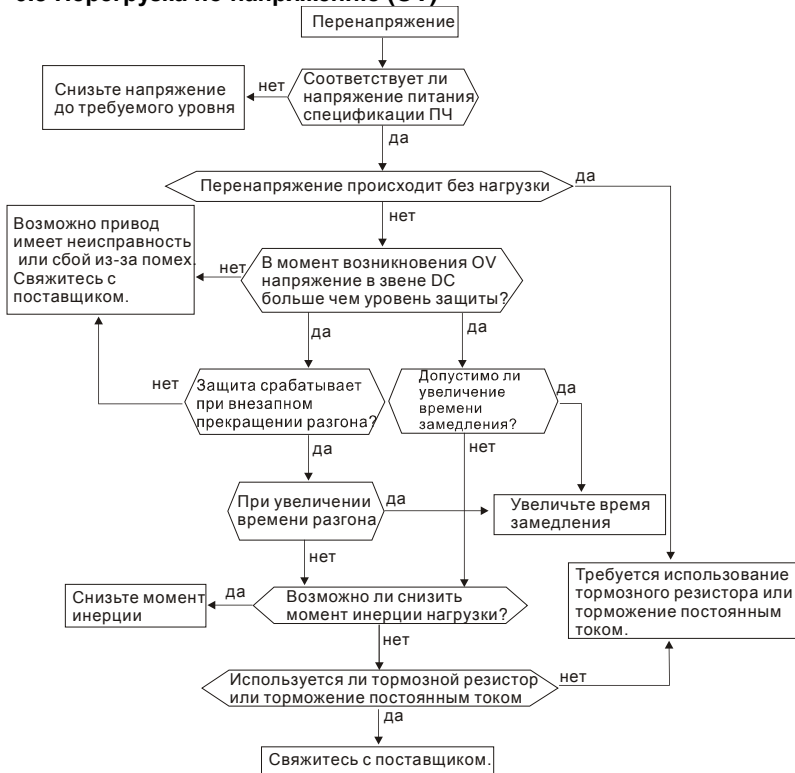 Перенапряжение
Соответствует ли
напряжение питания
спецификации ПЧ
нет
Снизьте напряжение
до требуемого уровня
да
Перенапряжение происходит без нагрузки
да
нет
Возможно привод
имеет неисправность
или сбой из-за помех.
Свяжитесь с
поставщиком.
нет
В момент возникновения OV
напряжение в звене DC
больше чем уровень защиты?
да
да
нет
Защита срабатывает
при внезапном
прекращении разгона?
Допустимо ли
увеличение
времени
замедления?
да
да
нет
При увеличении
времени разгона
да
Увеличьте время
замедления
нет
Снизьте момент
инерции
да
Возможно ли снизить
момент инерции нагрузки?
Требуется использование
тормозного резистора или
торможение постоянным
током.
нет
Используется ли тормозной резистор
или торможение постоянным током
нет
да
Свяжитесь с поставщиком.